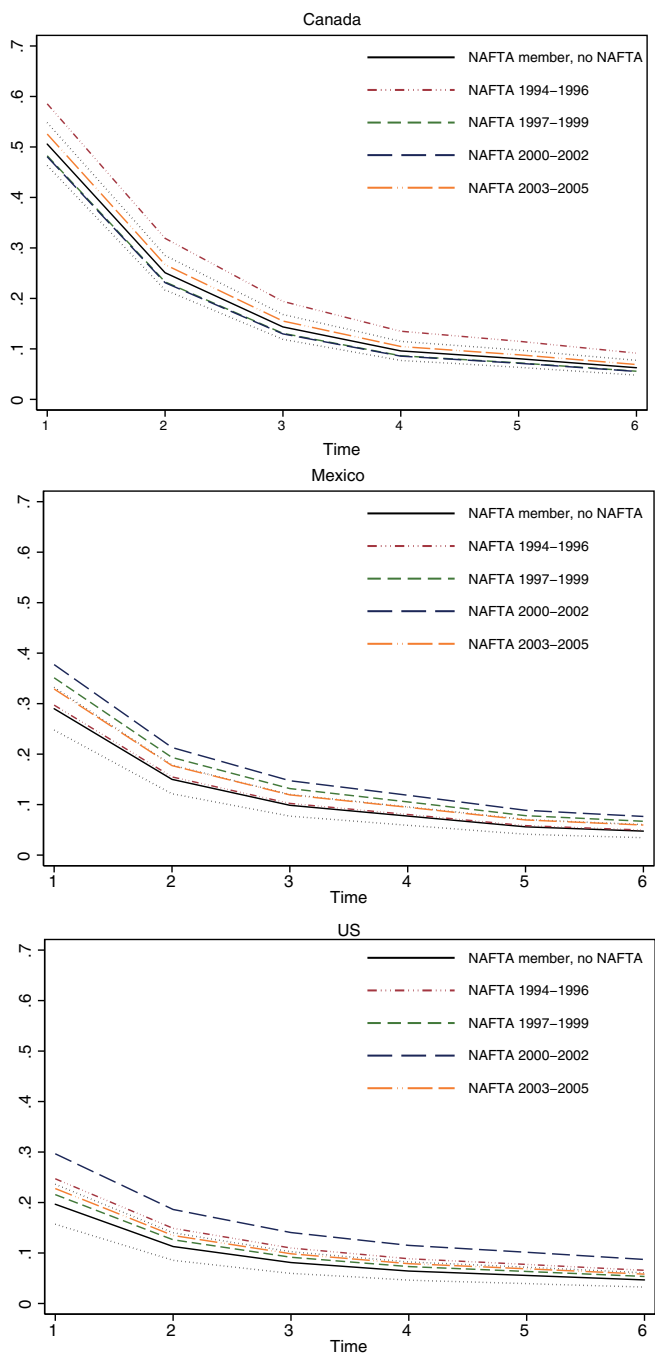 Canada
.7
.6
.5
.4
.3
.2
.1
0
NAFTA member, no NAFTA
NAFTA 1994–1996
NAFTA 1997–1999
NAFTA 2000–2002
NAFTA 2003–2005
1 2 3 4 5 6
Time
Mexico
.7
.6
.5
.4
.3
.2
.1
0
NAFTA member, no NAFTA
NAFTA 1994–1996
NAFTA 1997–1999
NAFTA 2000–2002
NAFTA 2003–2005
1 2 3 4 5 6
Time
US
.7
.6
.5
.4
.3
.2
.1
0
NAFTA member, no NAFTA
NAFTA 1994–1996
NAFTA 1997–1999
NAFTA 2000–2002
NAFTA 2003–2005
1 2 3 4 5 6
Time